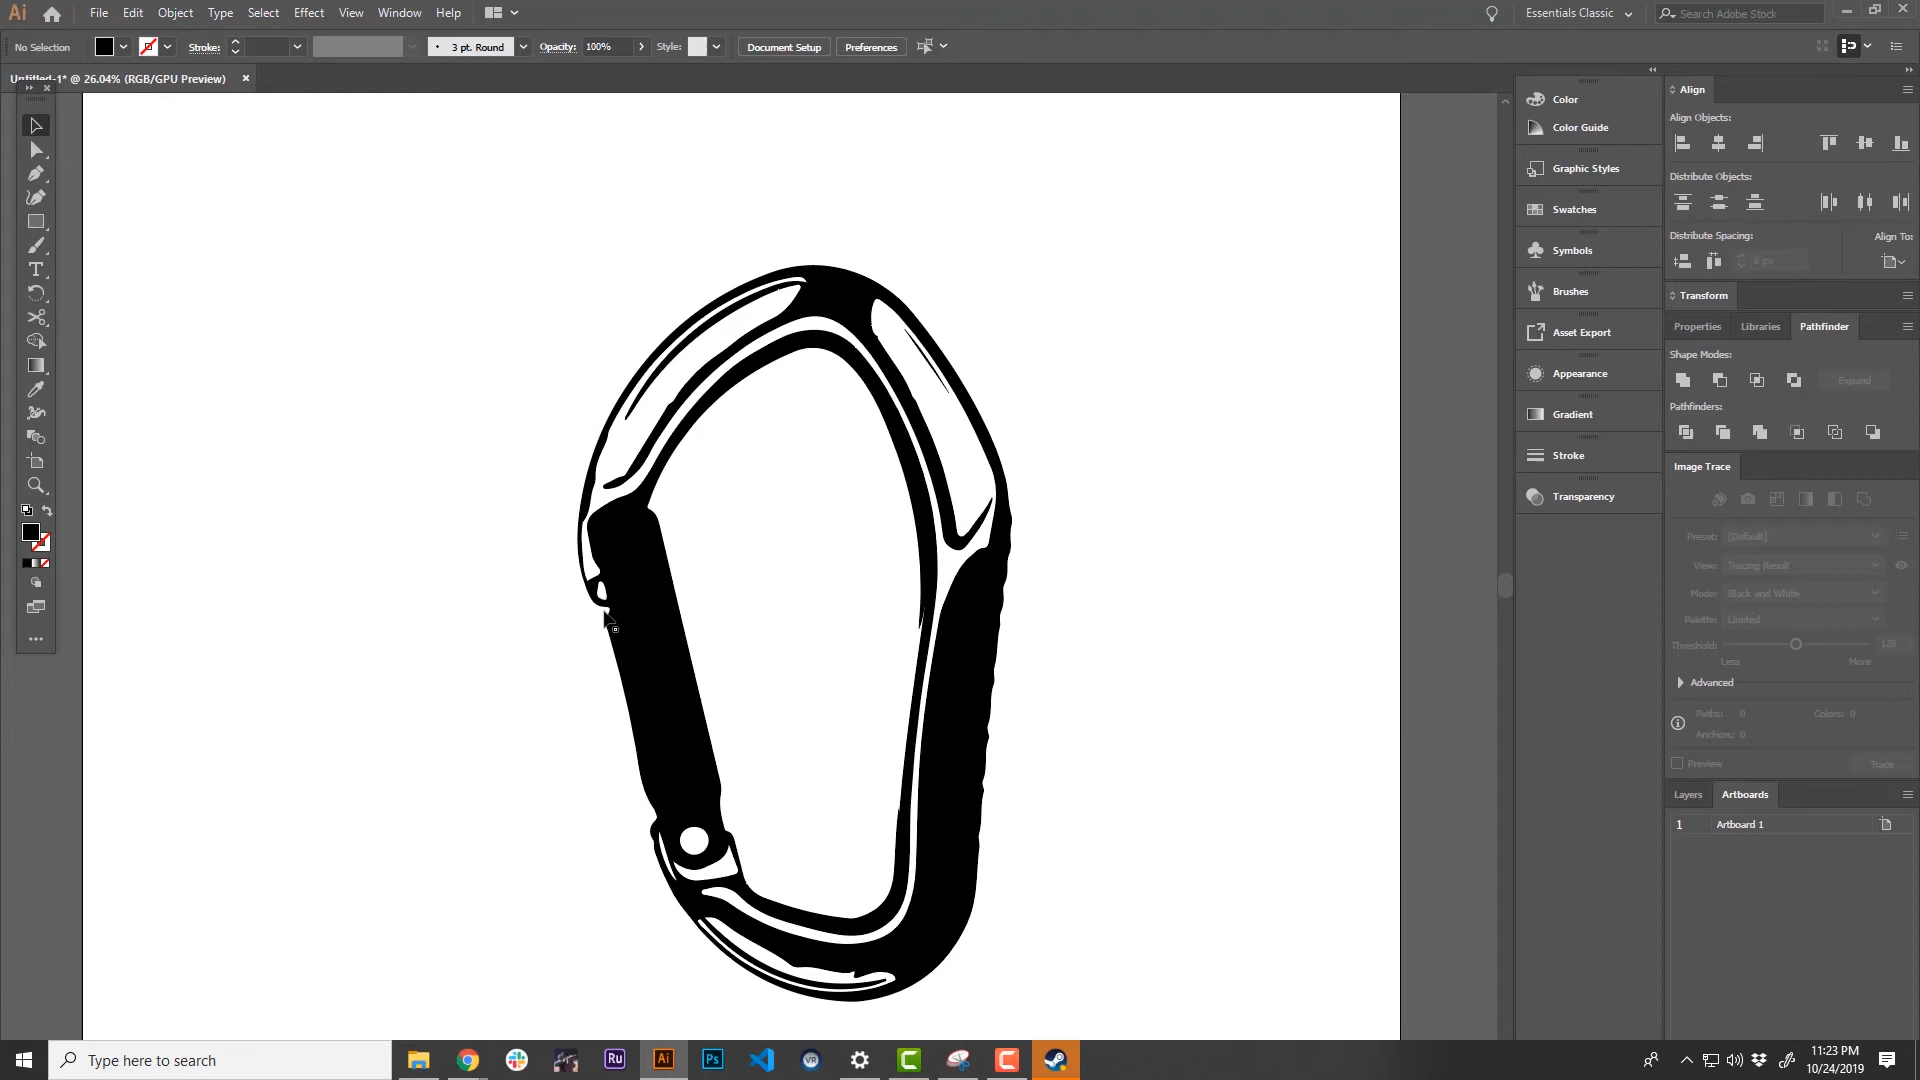 Ai File Edit Object Type Select Effect View Window Help Essentials Classic Search Adobe Stock
No Selection Stroke: 3 pt. Round Opacity: 100% Style: Document Setup Preferences
Untitled-1* @ 26.04% (RGB/GPU Preview)
Color
Color Guide
Graphic Styles
Swatches
Symbols
Brushes
Asset Export
Appearance
Gradient
Stroke
Transparency
Align
Align Objects:
Distribute Objects:
Distribute Spacing: Align To:
0 px
Transform
Properties Libraries Pathfinder
Shape Modes:
Expand
Pathfinders:
Image Trace
Preset: [Default]
View: Tracing Result
Mode: Black and White
Palette: Limited
Threshold: 128
Less More
Advanced
Paths: 0 Colors: 0
Anchors: 0
Preview Trace
Layers Artboards
1 Artboard 1
Type here to search
Ru Ai Ps VR
11:23 PM
10/24/2019